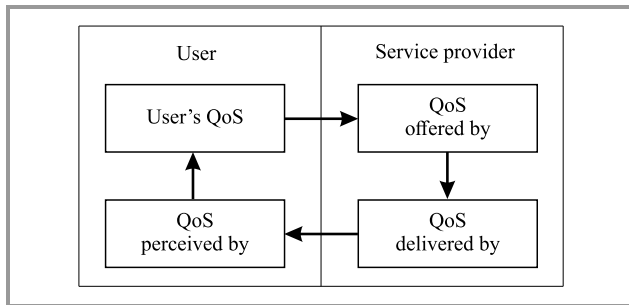 User
Service provider
User's QoS
QoS
offered by
QoS
perceived by
QoS
delivered by